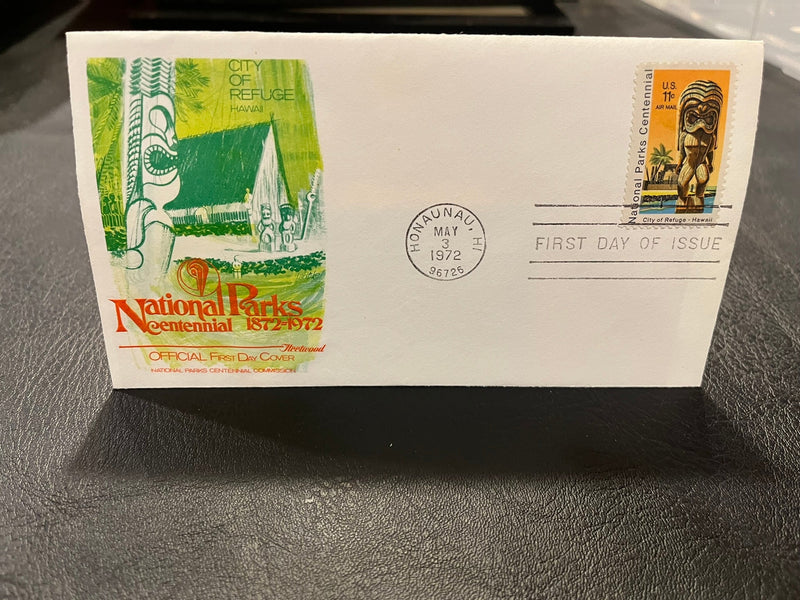 CITY
OF
REFUGE
HAWAII
National Parks
Centennial 1872-1972
Fleetwood
OFFICIAL FIRST DAY COVER
NATIONAL PARKS CENTENNIAL COMMISSION
HONAUNAU, HI
MAY
3
1972
96726
National Parks Centennial
U.S.
11c
AIR MAIL
City of Refuge - Hawaii
FIRST DAY OF ISSUE